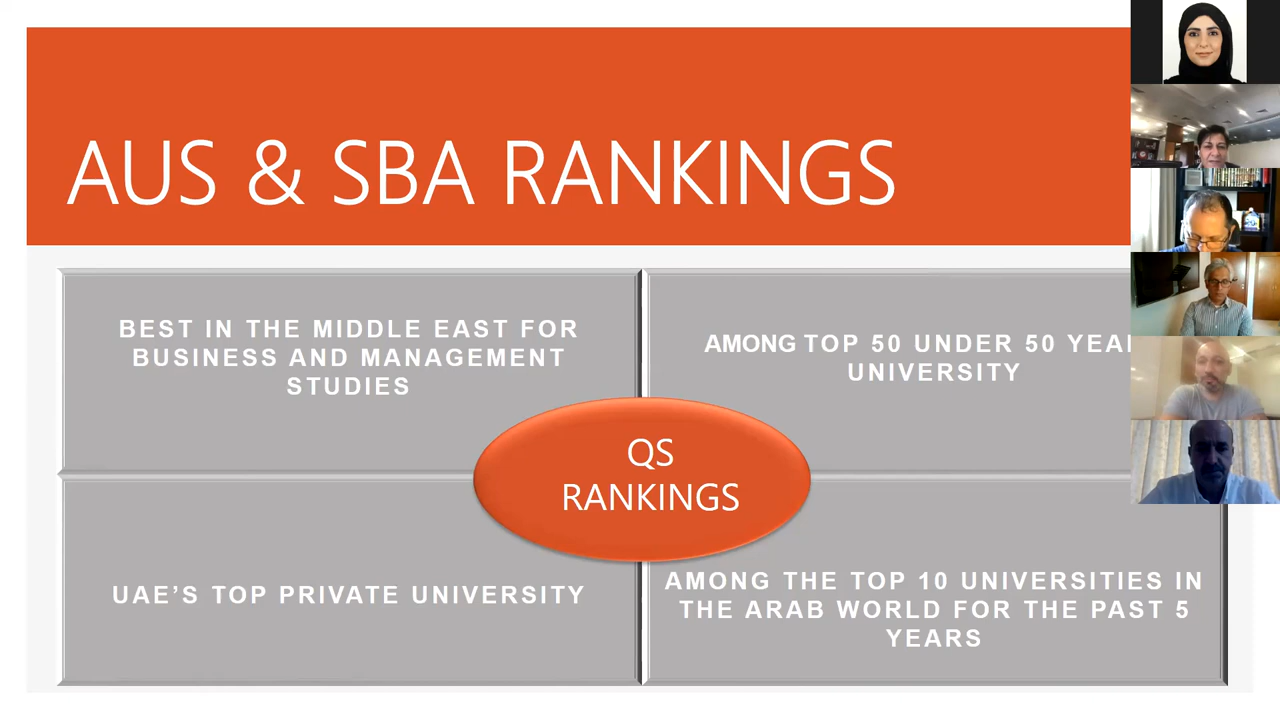 AUS & SBA RANKINGS
BEST IN THE MIDDLE EAST FOR
BUSINESS AND MANAGEMENT
STUDIES
AMONG TOP 50 UNDER 50
UNIVERSITY
QS
RANKINGS
UAE'S TOP PRIVATE UNIVERSITY
AMONG THE TOP 10 UNIVERSITIES IN
THE ARAB WORLD FOR THE PAST 5
YEARS